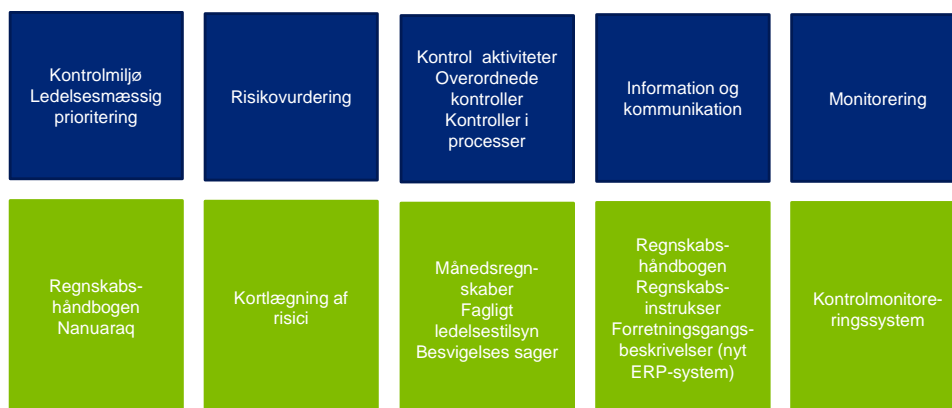 Kontrolmiljø
Ledelsesmæssig
prioritering
Risikovurdering
Kontrol  aktiviteter
Overordnede
kontroller
Kontroller i
processer
Information og
kommunikation
Monitorering
Regnskabs-
håndbogen
Nanuaraq
Kortlægning af
risici
Månedsregn-
skaber
Fagligt
ledelsestilsyn
Besvigelses sager
Regnskabs-
håndbogen
Regnskabs-
instrukser
Forretningsgangs-
beskrivelser (nyt
ERP-system)
Kontrolmonitore-
ringssystem